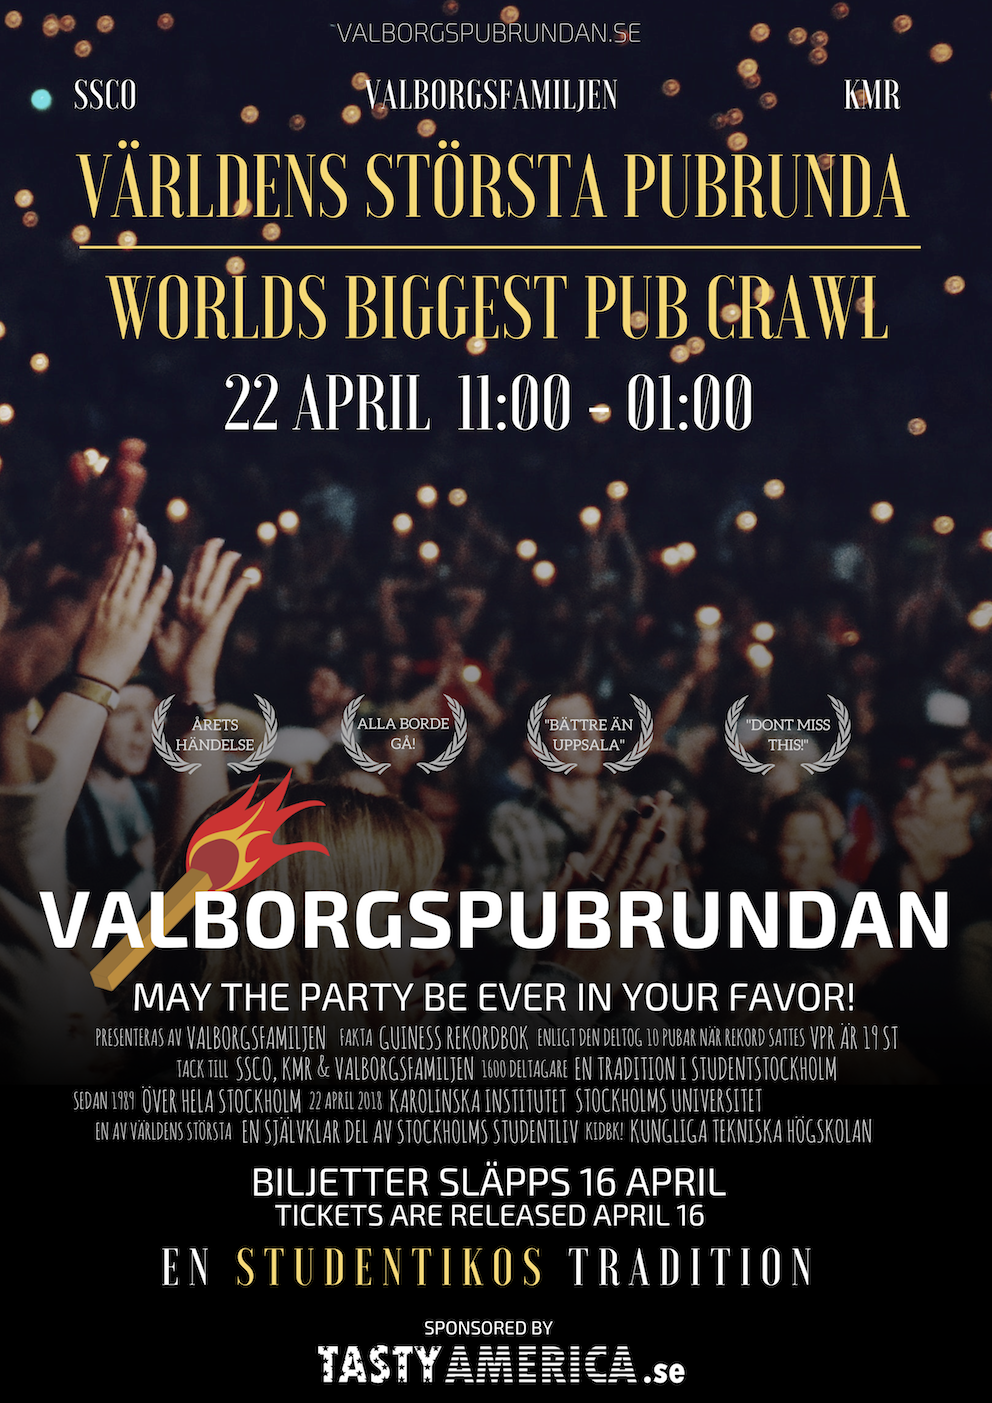 VALBORGSPUBRUNDAN.SE
SSCO VALBORGSFAMILJEN KMR
VÄRLDENS STÖRSTA PUBRUNDA
WORLDS BIGGEST PUB CRAWL
22 APRIL 11:00 - 01:00
ÅRETS
HÄNDELSE
ALLA BORDE
GÅ!
"BÄTTRE ÄN
UPPSALA"
"DONT MISS
THIS!"
VALBORGSPUBRUNDAN
MAY THE PARTY BE EVER IN YOUR FAVOR!
PRESENTERAS AV VALBORGSFAMILJEN FAKTA GUINESS REKORDBOK ENLIGT DEN DELTOG 10 PUBAR NÄR REKORD SATTES VPR ÄR 19 ST
TACK TILL SSCO, KMR & VALBORGSFAMILJEN 1600 DELTAGARE EN TRADITION I STUDENTSTOCKHOLM
SEDAN 1989 ÖVER HELA STOCKHOLM 22 APRIL 2018 KAROLINSKA INSTITUTET STOCKHOLMS UNIVERSITET
EN AV VÄRLDENS STÖRSTA EN SJÄLVKLAR DEL AV STOCKHOLMS STUDENTLIV KIDBK! KUNGLIGA TEKNISKA HÖGSKOLAN
BILJETTER SLÄPPS 16 APRIL
TICKETS ARE RELEASED APRIL 16
EN STUDENTIKOS TRADITION
SPONSORED BY
TASTYAMERICA.se